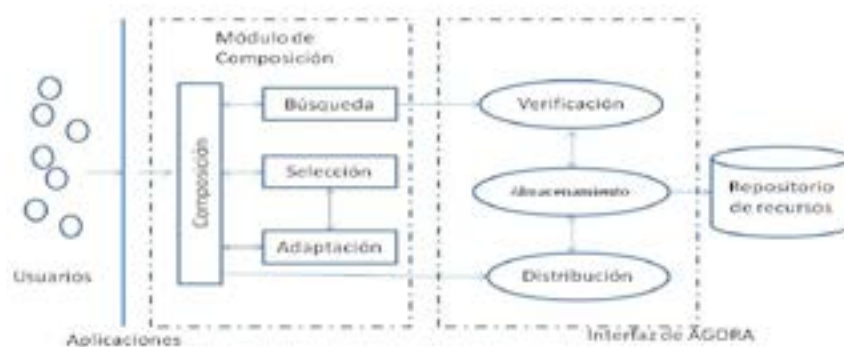 Módulo de
Composición
Búsqueda
Verificación
Composición
Selección
Almacenamiento
Repositorio
de recursos
Adaptación
Usuarios
Distribución
Aplicaciones
Interfaz de ÁGORA